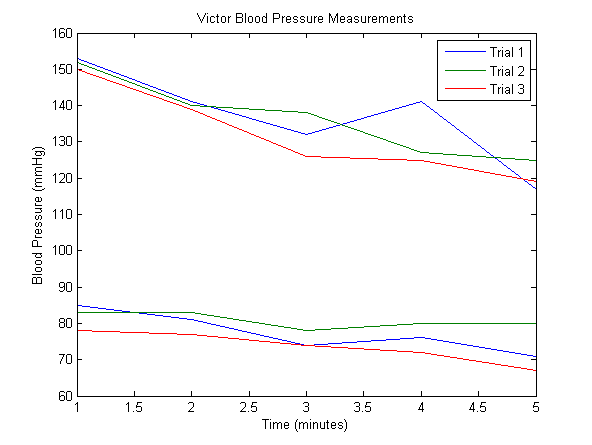 Victor Blood Pressure Measurements
160
150
140
130
120
110
100
90
80
70
60
Blood Pressure (mmHg)
Trial 1
Trial 2
Trial 3
1 1.5 2 2.5 3 3.5 4 4.5 5
Time (minutes)